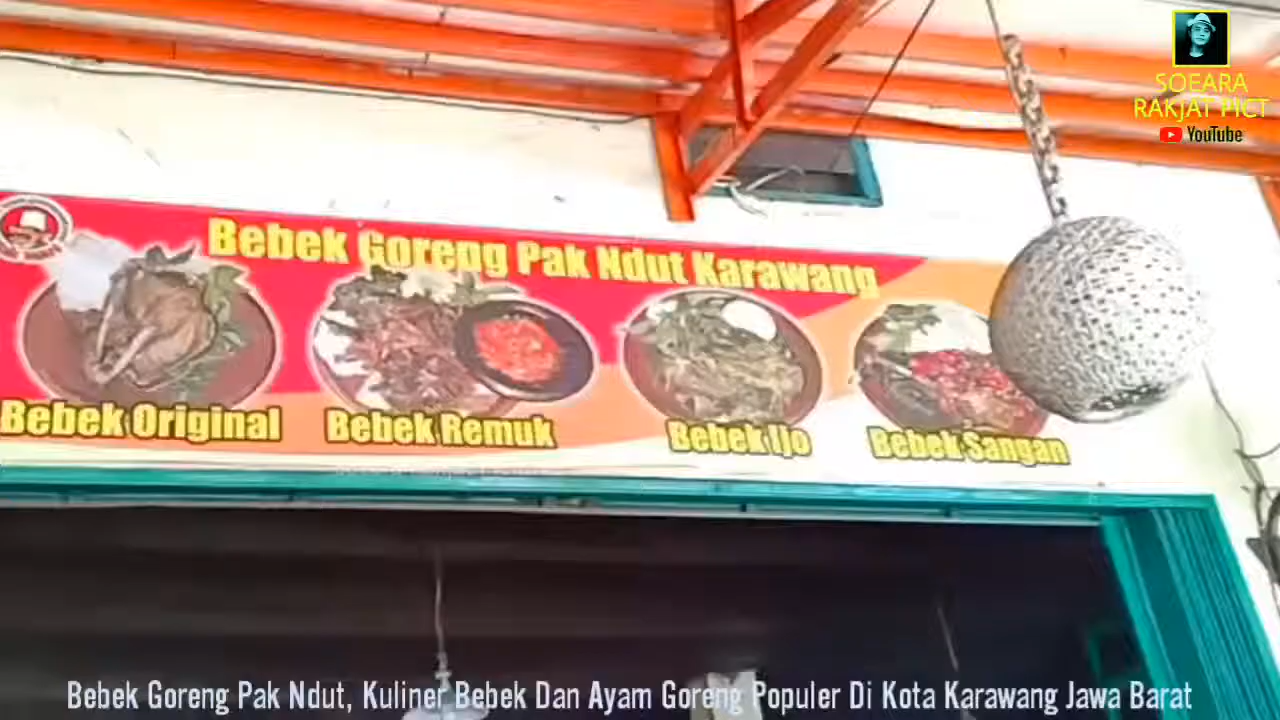 SOEARA
RAKJAT PICT
YouTube
Bebek Goreng Pak Ndut Karawang
Bebek Original
Bebek Remuk
Bebek Ijo
Bebek Sangan
Bebek Goreng Pak Ndut, Kuliner Bebek Dan Ayam Goreng Populer Di Kota Karawang Jawa Barat